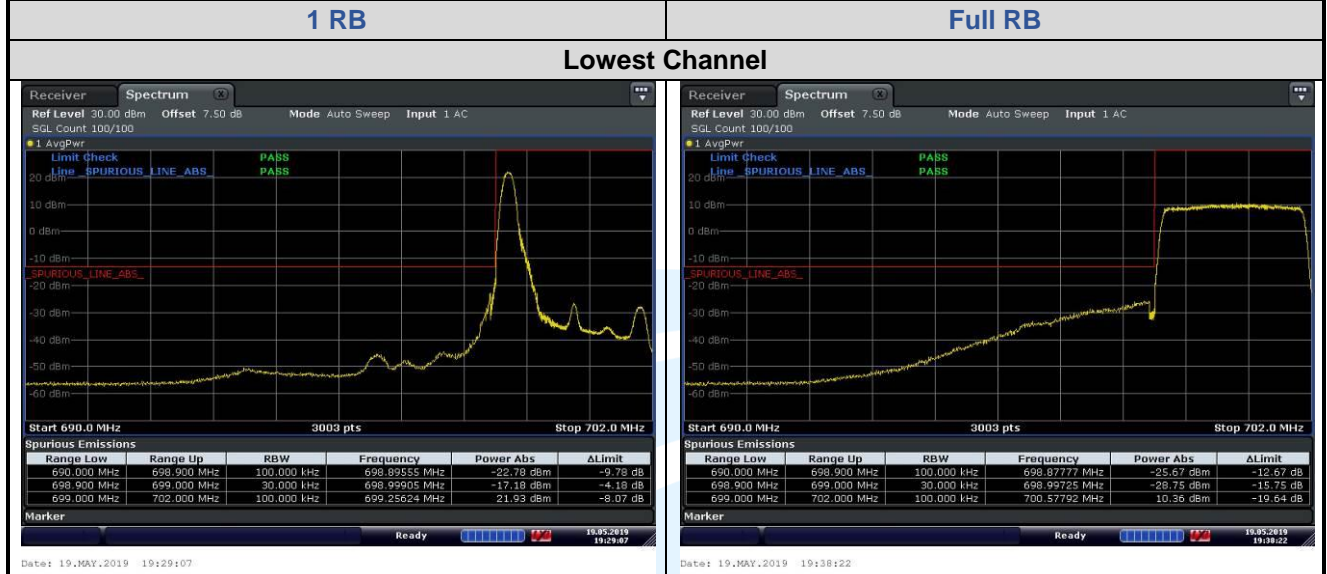 1 RB Full RB
Lowest Channel
Receiver Spectrum
Ref Level 30.00 dBm Offset 7.50 dB Mode Auto Sweep Input 1 AC
SGL Count 100/100
1 AvgPwr
Limit Check PASS
Line _SPURIOUS_LINE_ABS_ PASS
20 dBm
10 dBm
0 dBm
-10 dBm
_SPURIOUS_LINE_ABS_
-20 dBm
-30 dBm
-40 dBm
-50 dBm
-60 dBm
Start 690.0 MHz 3003 pts Stop 702.0 MHz
Spurious Emissions
Range Low Range Up RBW Frequency Power Abs ΔLimit
690.000 MHz 698.900 MHz 100.000 kHz 698.89555 MHz -22.78 dBm -9.78 dB
698.900 MHz 699.000 MHz 30.000 kHz 698.99905 MHz -17.18 dBm -4.18 dB
699.000 MHz 702.000 MHz 100.000 kHz 699.25624 MHz 21.93 dBm -8.07 dB
Marker
Ready 19.05.2019
19:29:07
Date: 19.MAY.2019 19:29:07
Receiver Spectrum
Ref Level 30.00 dBm Offset 7.50 dB Mode Auto Sweep Input 1 AC
SGL Count 100/100
1 AvgPwr
Limit Check PASS
Line _SPURIOUS_LINE_ABS_ PASS
20 dBm
10 dBm
0 dBm
-10 dBm
_SPURIOUS_LINE_ABS_
-20 dBm
-30 dBm
-40 dBm
-50 dBm
-60 dBm
Start 690.0 MHz 3003 pts Stop 702.0 MHz
Spurious Emissions
Range Low Range Up RBW Frequency Power Abs ΔLimit
690.000 MHz 698.900 MHz 100.000 kHz 698.87777 MHz -25.67 dBm -12.67 dB
698.900 MHz 699.000 MHz 30.000 kHz 698.99725 MHz -28.75 dBm -15.75 dB
699.000 MHz 702.000 MHz 100.000 kHz 700.57792 MHz 10.36 dBm -19.64 dB
Marker
Ready 19.05.2019
19:38:22
Date: 19.MAY.2019 19:38:22